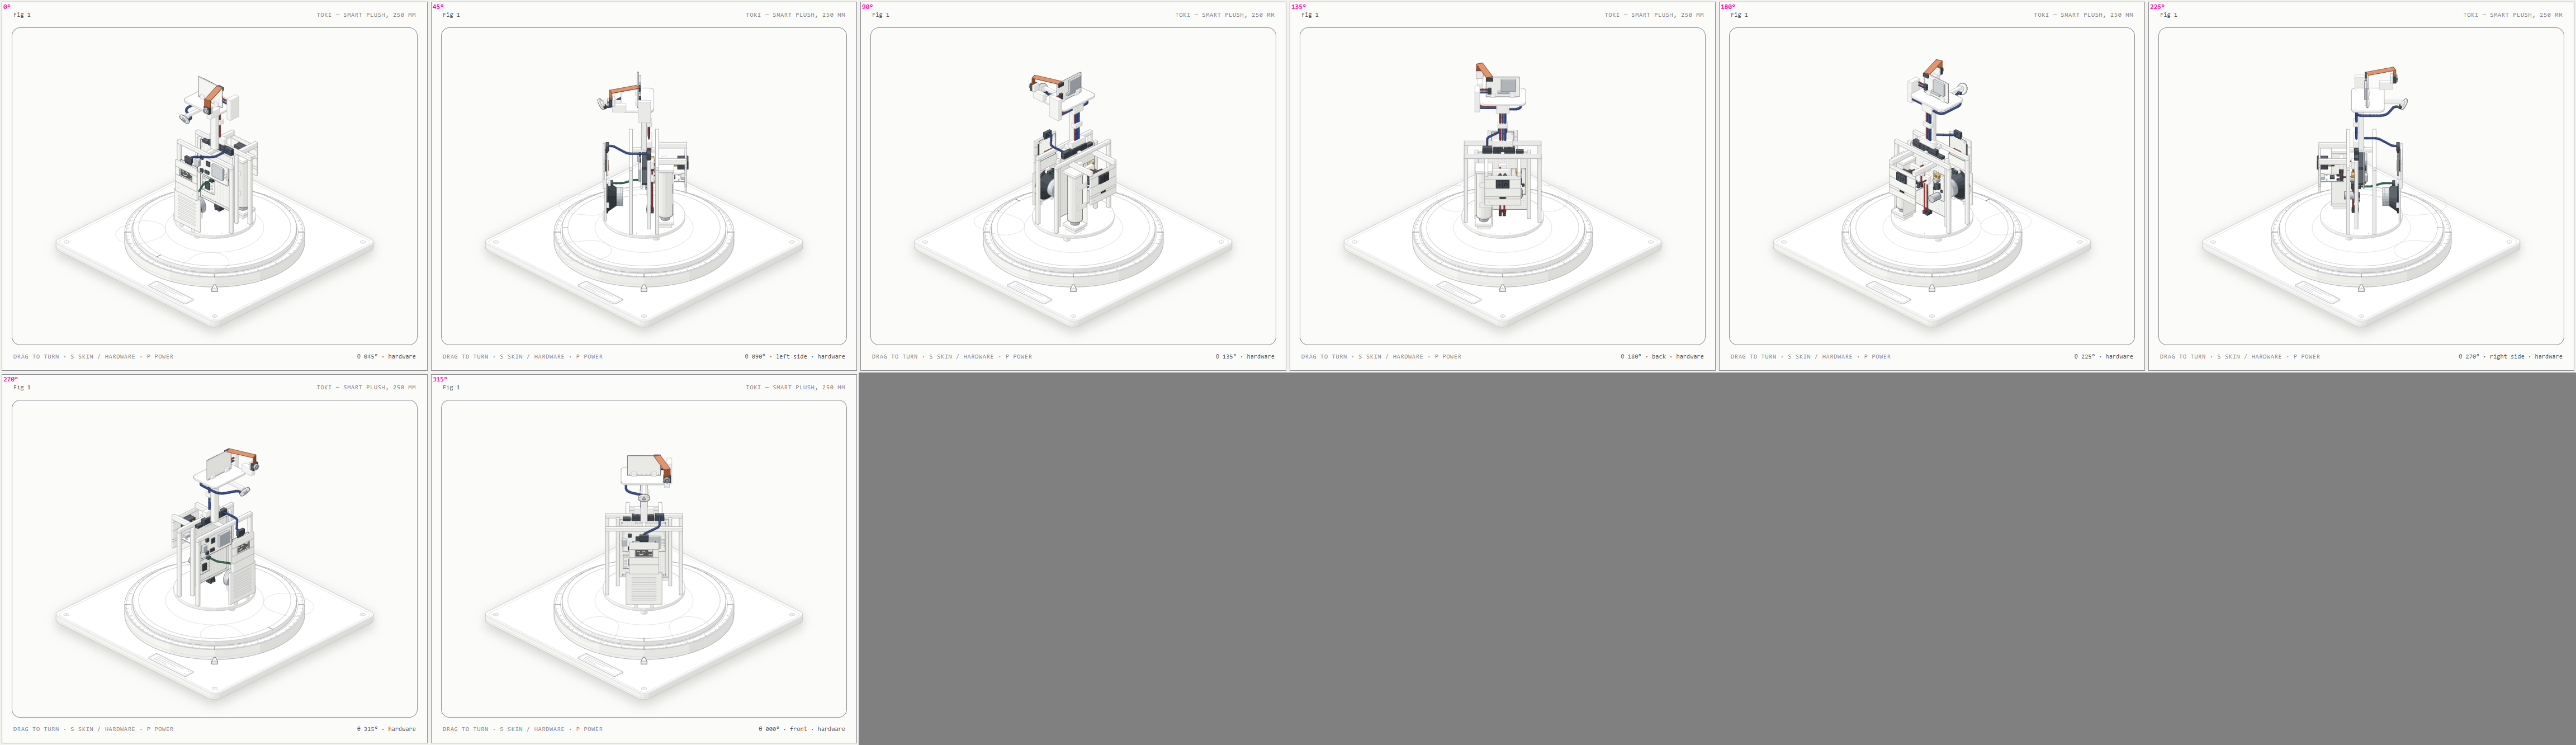 0°
Fig 1
TOKI — SMART PLUSH, 250 MM
DRAG TO TURN · S SKIN / HARDWARE · P POWER
θ 045° · hardware
45°
Fig 1
TOKI — SMART PLUSH, 250 MM
DRAG TO TURN · S SKIN / HARDWARE · P POWER
θ 090° · left side · hardware
90°
Fig 1
TOKI — SMART PLUSH, 250 MM
DRAG TO TURN · S SKIN / HARDWARE · P POWER
θ 135° · hardware
135°
Fig 1
TOKI — SMART PLUSH, 250 MM
DRAG TO TURN · S SKIN / HARDWARE · P POWER
θ 180° · back · hardware
180°
Fig 1
TOKI — SMART PLUSH, 250 MM
DRAG TO TURN · S SKIN / HARDWARE · P POWER
θ 225° · hardware
225°
Fig 1
TOKI — SMART PLUSH, 250 MM
DRAG TO TURN · S SKIN / HARDWARE · P POWER
θ 270° · right side · hardware
270°
Fig 1
TOKI — SMART PLUSH, 250 MM
DRAG TO TURN · S SKIN / HARDWARE · P POWER
θ 315° · hardware
315°
Fig 1
TOKI — SMART PLUSH, 250 MM
DRAG TO TURN · S SKIN / HARDWARE · P POWER
θ 000° · front · hardware